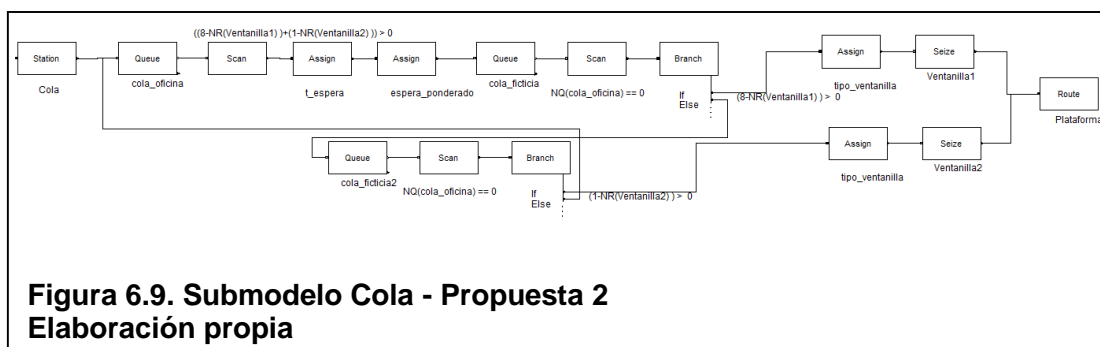 ((8-NR(Ventanilla1) )+(1-NR(Ventanilla2) )) > 0
Station
Queue
Scan
Assign
Assign
Queue
Scan
Branch
Assign
Seize
Cola
cola_oficina
t_espera
espera_ponderado
cola_ficticia
NQ(cola_oficina) == 0
If
Else
(8-NR(Ventanilla1) ) > 0
tipo_ventanilla
Ventanilla1
Route
Plataforma
Queue
Scan
Branch
Assign
Seize
cola_ficticia2
NQ(cola_oficina) == 0
If
Else
(1-NR(Ventanilla2) ) > 0
tipo_ventanilla
Ventanilla2
Figura 6.9. Submodelo Cola - Propuesta 2
Elaboración propia